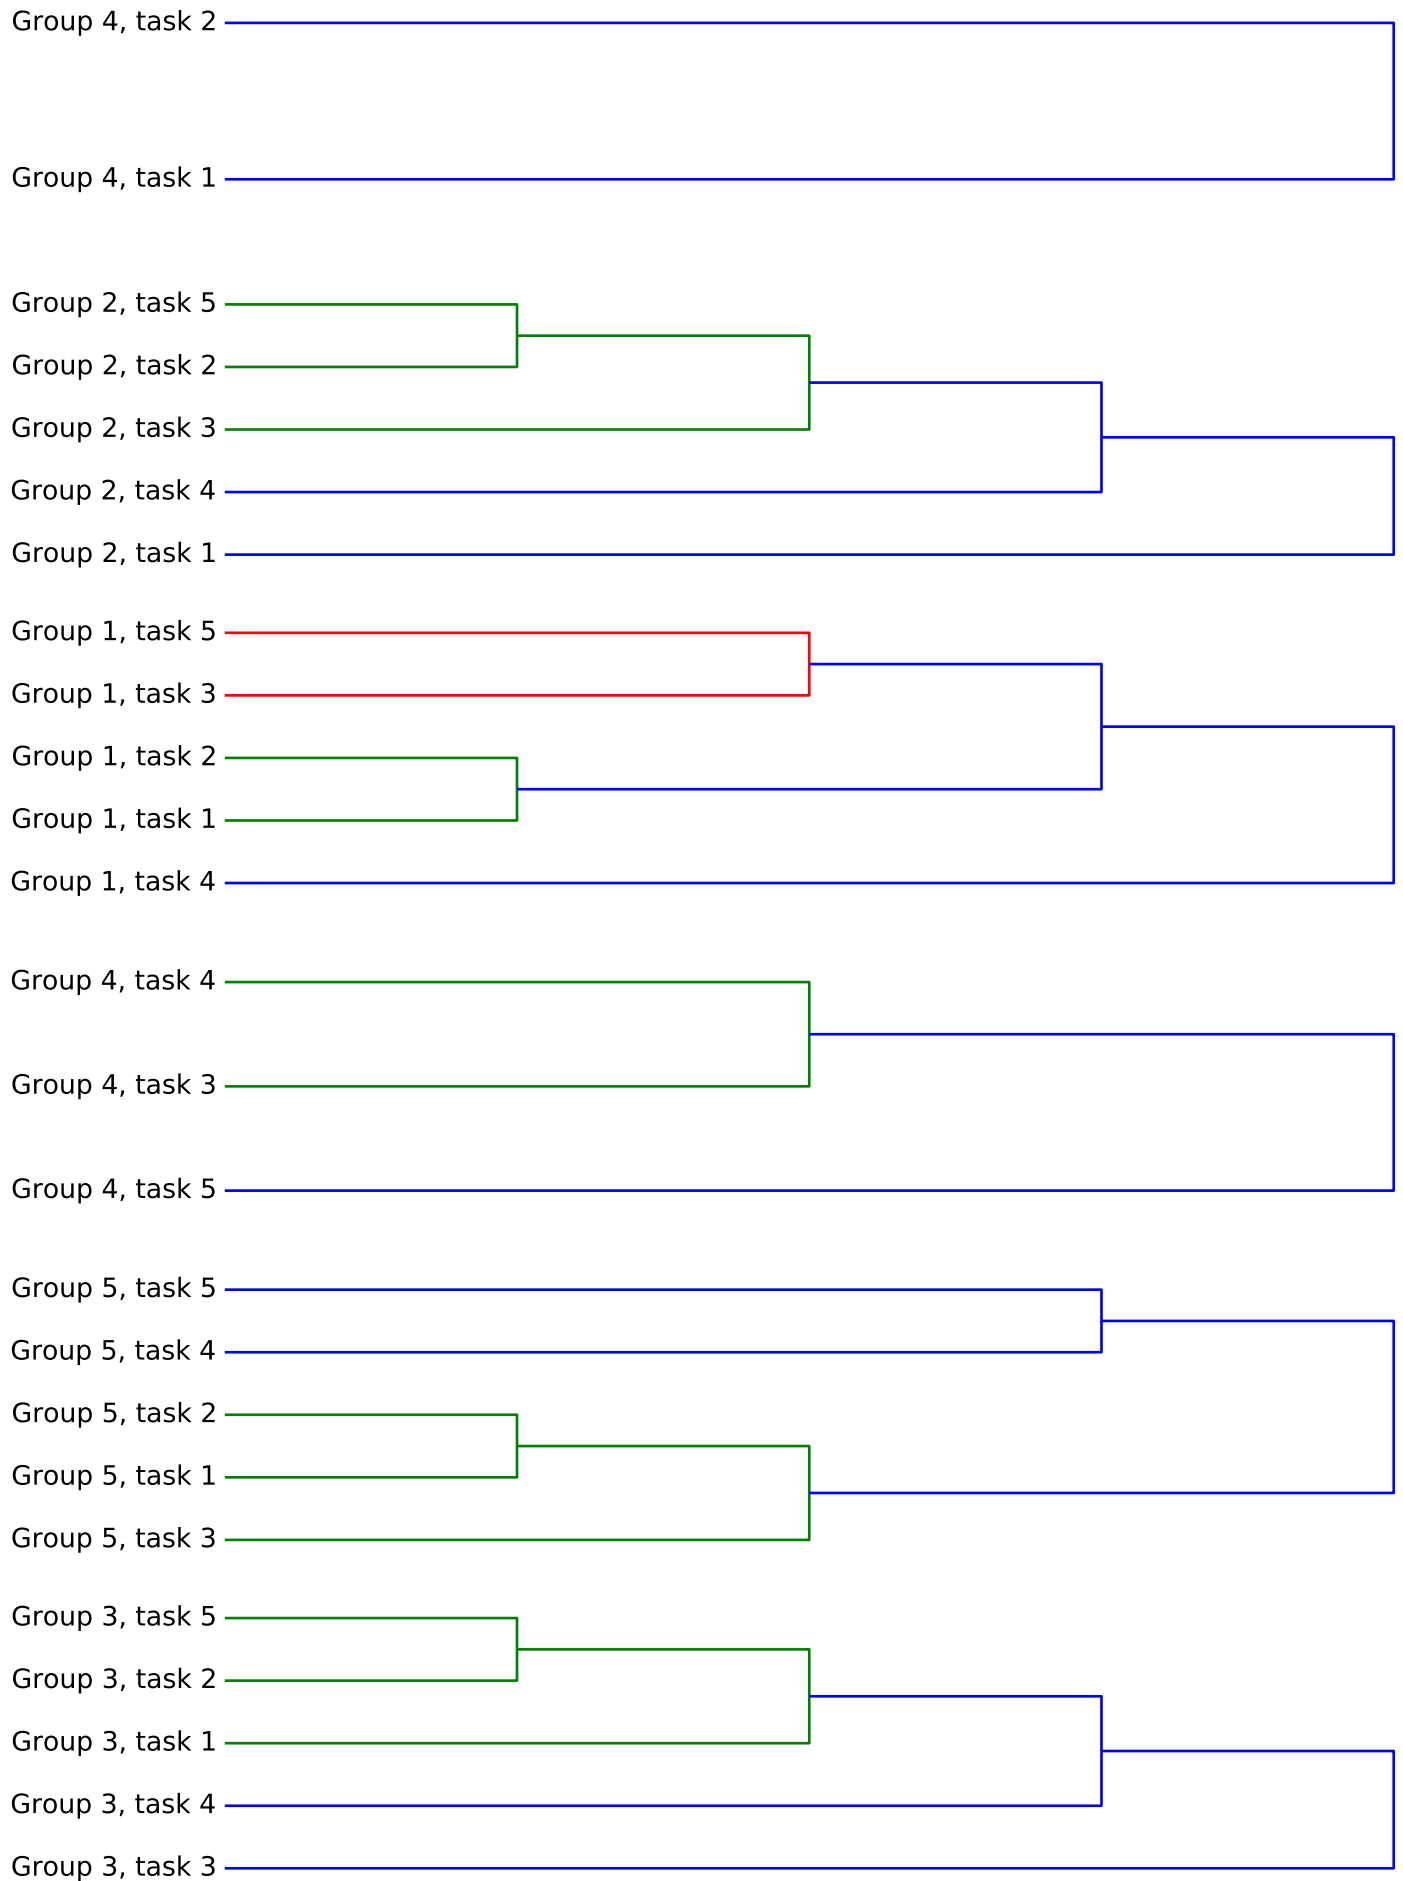 Group 4, task 2
Group 4, task 1
Group 2, task 5
Group 2, task 2
Group 2, task 3
Group 2, task 4
Group 2, task 1
Group 1, task 5
Group 1, task 3
Group 1, task 2
Group 1, task 1
Group 1, task 4
Group 4, task 4
Group 4, task 3
Group 4, task 5
Group 5, task 5
Group 5, task 4
Group 5, task 2
Group 5, task 1
Group 5, task 3
Group 3, task 5
Group 3, task 2
Group 3, task 1
Group 3, task 4
Group 3, task 3